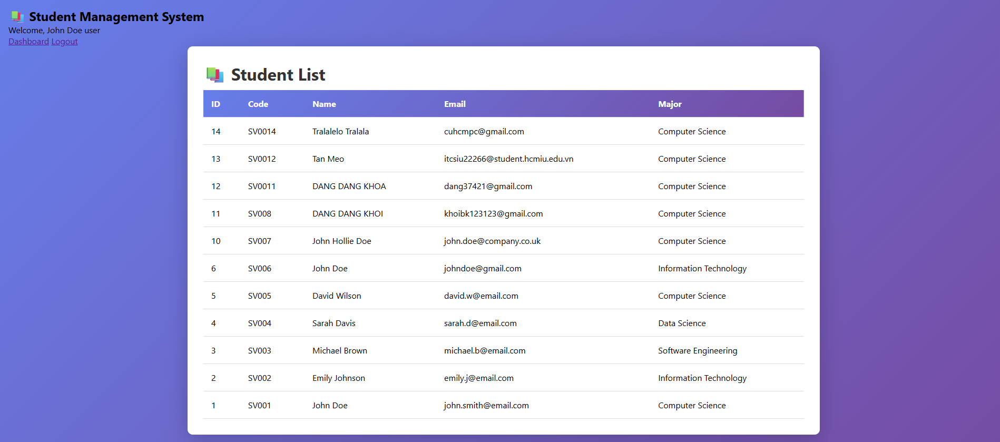 Student Management System
Welcome, John Doe user
Dashboard Logout
Student List
ID Code Name Email Major
14 SV0014 Tralalelo Tralala cuhcmpc@gmail.com Computer Science
13 SV0012 Tan Meo itcsiu22266@student.hcmiu.edu.vn Computer Science
12 SV0011 DANG DANG KHOA dang37421@gmail.com Computer Science
11 SV008 DANG DANG KHOI khoibk123123@gmail.com Computer Science
10 SV007 John Hollie Doe john.doe@company.co.uk Computer Science
6 SV006 John Doe johndoe@gmail.com Information Technology
5 SV005 David Wilson david.w@email.com Computer Science
4 SV004 Sarah Davis sarah.d@email.com Data Science
3 SV003 Michael Brown michael.b@email.com Software Engineering
2 SV002 Emily Johnson emily.j@email.com Information Technology
1 SV001 John Doe john.smith@email.com Computer Science